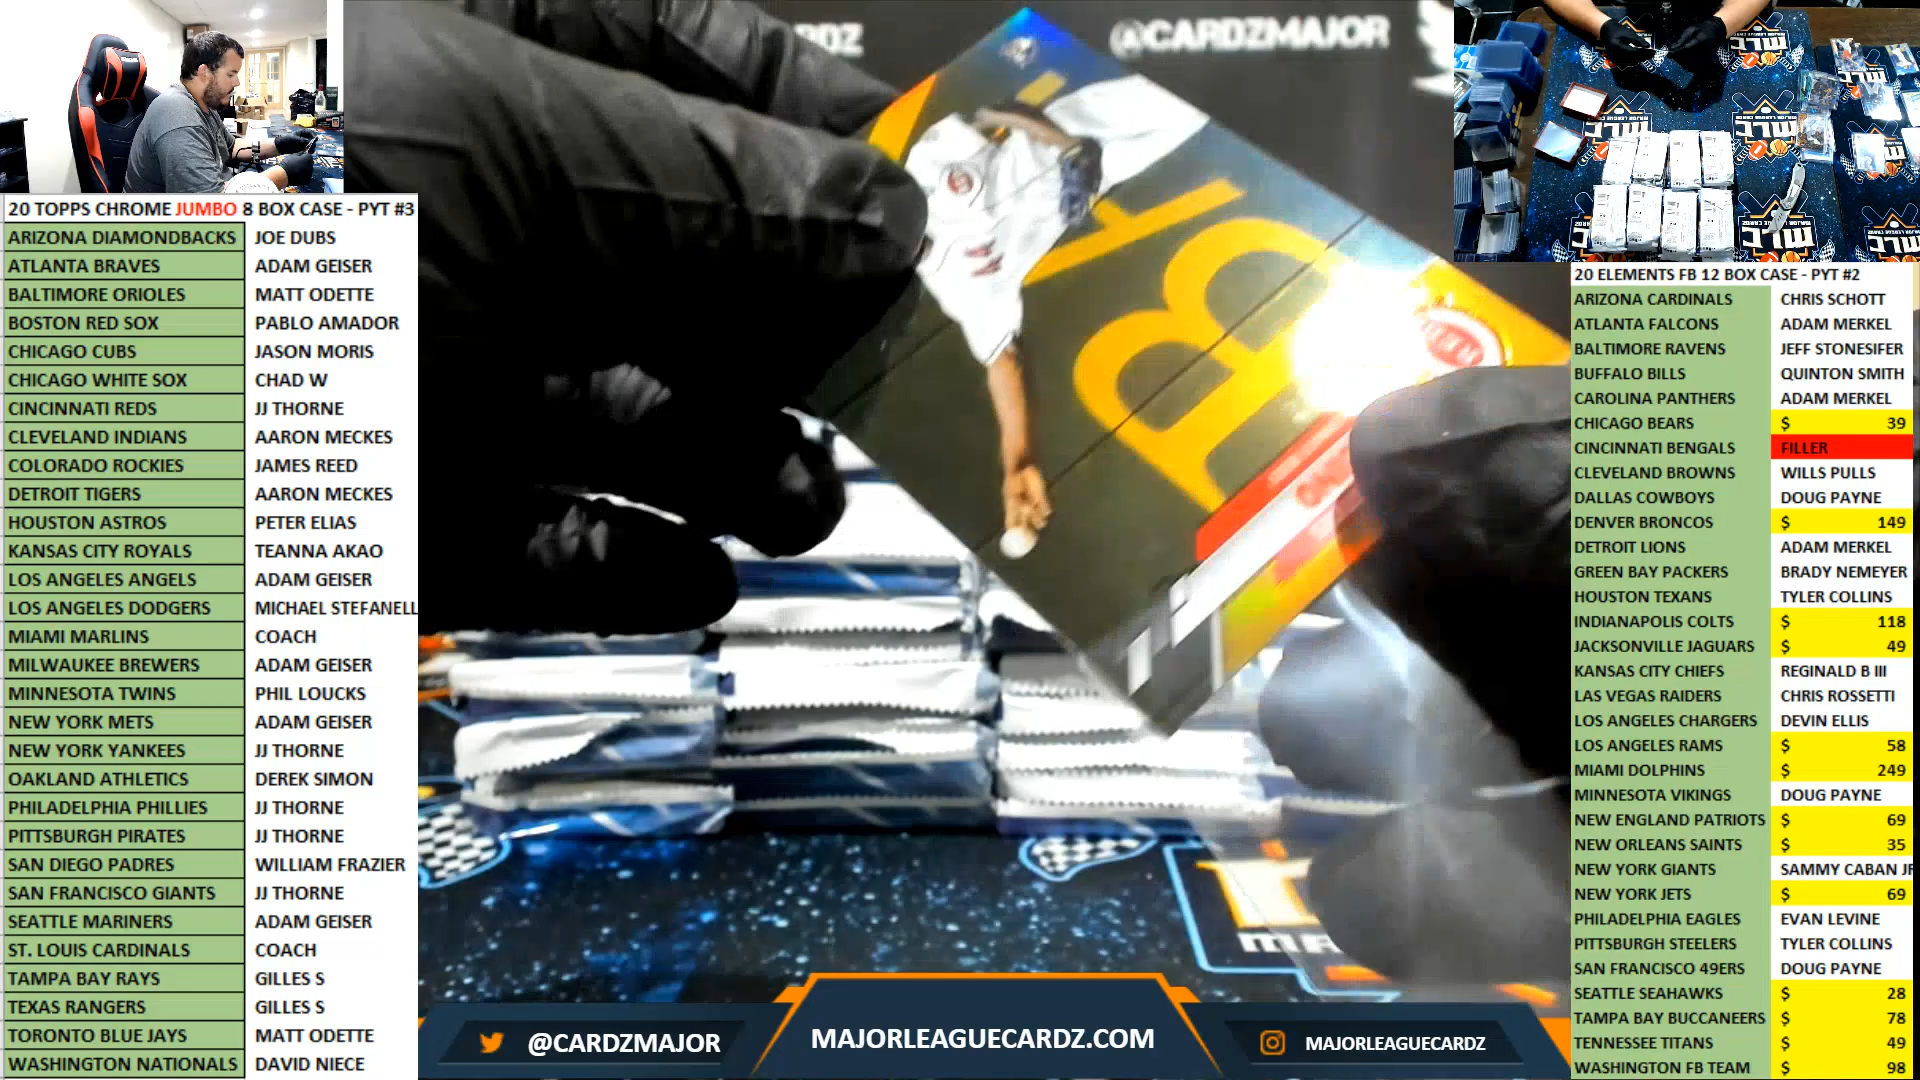 DZ
@CARDZMAJOR
20 TOPPS CHROME JUMBO 8 BOX CASE - PYT #3
ARIZONA DIAMONDBACKS JOE DUBS
ATLANTA BRAVES ADAM GEISER
BALTIMORE ORIOLES MATT ODETTE
BOSTON RED SOX PABLO AMADOR
CHICAGO CUBS JASON MORIS
CHICAGO WHITE SOX CHAD W
CINCINNATI REDS JJ THORNE
CLEVELAND INDIANS AARON MECKES
COLORADO ROCKIES JAMES REED
DETROIT TIGERS AARON MECKES
HOUSTON ASTROS PETER ELIAS
KANSAS CITY ROYALS TEANNA AKAO
LOS ANGELES ANGELS ADAM GEISER
LOS ANGELES DODGERS MICHAEL STEFANELL
MIAMI MARLINS COACH
MILWAUKEE BREWERS ADAM GEISER
MINNESOTA TWINS PHIL LOUCKS
NEW YORK METS ADAM GEISER
NEW YORK YANKEES JJ THORNE
OAKLAND ATHLETICS DEREK SIMON
PHILADELPHIA PHILLIES JJ THORNE
PITTSBURGH PIRATES JJ THORNE
SAN DIEGO PADRES WILLIAM FRAZIER
SAN FRANCISCO GIANTS JJ THORNE
SEATTLE MARINERS ADAM GEISER
ST. LOUIS CARDINALS COACH
TAMPA BAY RAYS GILLES S
TEXAS RANGERS GILLES S
TORONTO BLUE JAYS MATT ODETTE
WASHINGTON NATIONALS DAVID NIECE
20 ELEMENTS FB 12 BOX CASE - PYT #2
ARIZONA CARDINALS CHRIS SCHOTT
ATLANTA FALCONS ADAM MERKEL
BALTIMORE RAVENS JEFF STONESIFER
BUFFALO BILLS QUINTON SMITH
CAROLINA PANTHERS ADAM MERKEL
CHICAGO BEARS $ 39
CINCINNATI BENGALS FILLER
CLEVELAND BROWNS WILLS PULLS
DALLAS COWBOYS DOUG PAYNE
DENVER BRONCOS $ 149
DETROIT LIONS ADAM MERKEL
GREEN BAY PACKERS BRADY NEMEYER
HOUSTON TEXANS TYLER COLLINS
INDIANAPOLIS COLTS $ 118
JACKSONVILLE JAGUARS $ 49
KANSAS CITY CHIEFS REGINALD B III
LAS VEGAS RAIDERS CHRIS ROSSETTI
LOS ANGELES CHARGERS DEVIN ELLIS
LOS ANGELES RAMS $ 58
MIAMI DOLPHINS $ 249
MINNESOTA VIKINGS DOUG PAYNE
NEW ENGLAND PATRIOTS $ 69
NEW ORLEANS SAINTS $ 35
NEW YORK GIANTS SAMMY CABAN JR
NEW YORK JETS $ 69
PHILADELPHIA EAGLES EVAN LEVINE
PITTSBURGH STEELERS TYLER COLLINS
SAN FRANCISCO 49ERS DOUG PAYNE
SEATTLE SEAHAWKS $ 28
TAMPA BAY BUCCANEERS $ 78
TENNESSEE TITANS $ 49
WASHINGTON FB TEAM $ 98
@CARDZMAJOR
MAJORLEAGUECARDZ.COM
MAJORLEAGUECARDZ